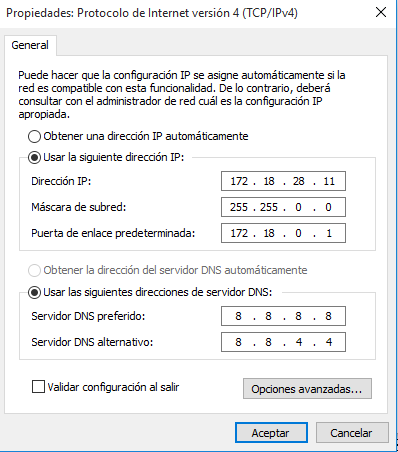 Propiedades: Protocolo de Internet versión 4 (TCP/IPv4)
General
Puede hacer que la configuración IP se asigne automáticamente si la
red es compatible con esta funcionalidad. De lo contrario, deberá
consultar con el administrador de red cuál es la configuración IP
apropiada.
Obtener una dirección IP automáticamente
Usar la siguiente dirección IP:
Dirección IP: 172 . 18 . 28 . 11
Máscara de subred: 255 . 255 . 0 . 0
Puerta de enlace predeterminada: 172 . 18 . 0 . 1
Obtener la dirección del servidor DNS automáticamente
Usar las siguientes direcciones de servidor DNS:
Servidor DNS preferido: 8 . 8 . 8 . 8
Servidor DNS alternativo: 8 . 8 . 4 . 4
Validar configuración al salir
Opciones avanzadas...
Aceptar Cancelar